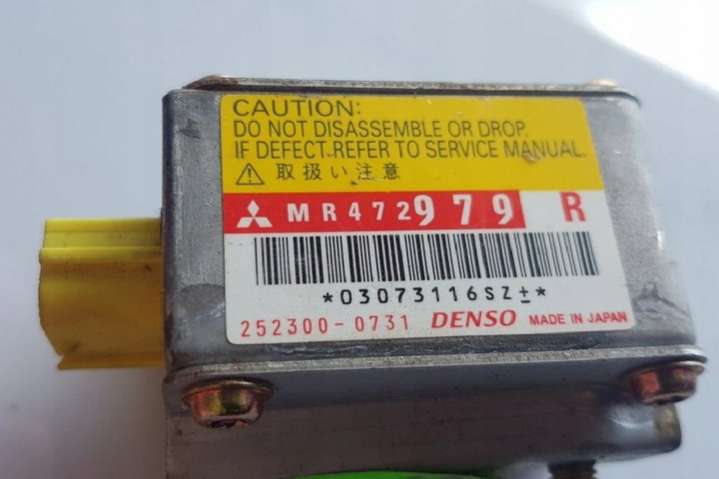 CAUTION:
DO NOT DISASSEMBLE OR DROP.
IF DEFECT-REFER TO SERVICE MANUAL.
取扱い注意
MR472979 R
*03073116SZ±*
252300-0731 DENSO MADE IN JAPAN